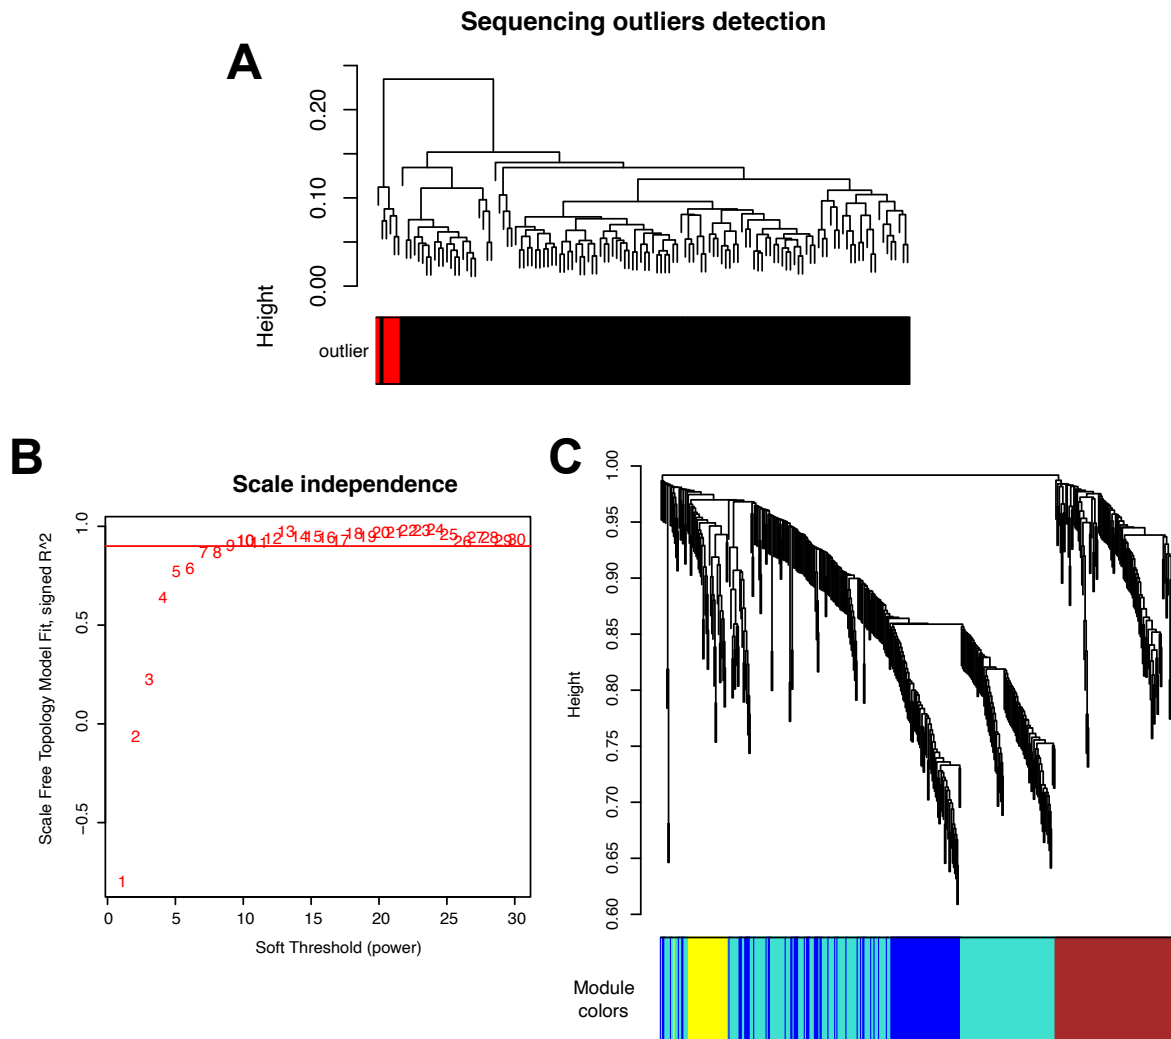 Sequencing outliers detection
A
Height
0.00
0.10
0.20
outlier
B
Scale independence
Scale Free Topology Model Fit, signed R^2
1.0
0.5
0.0
−0.5
1 2 3 4 5 6 7 8 9 10 11 12 13 14 15 16 17 18 19 20 21 22 23 24 25 26 27 28 29 30
0 5 10 15 20 25 30
Soft Threshold (power)
C
Height
1.00
0.95
0.90
0.85
0.80
0.75
0.70
0.65
0.60
Module
colors